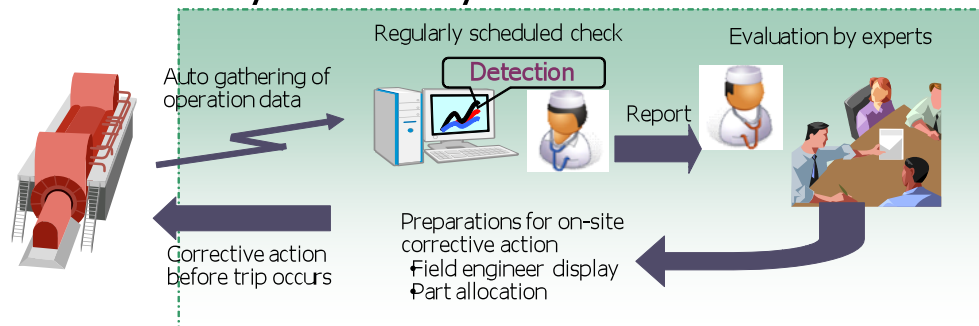 Regularly scheduled check
Evaluation by experts
Auto gathering of
operation data
Detection
Report
Preparations for on-site
corrective action
•Field engineer display
•Part allocation
Corrective action
before trip occurs